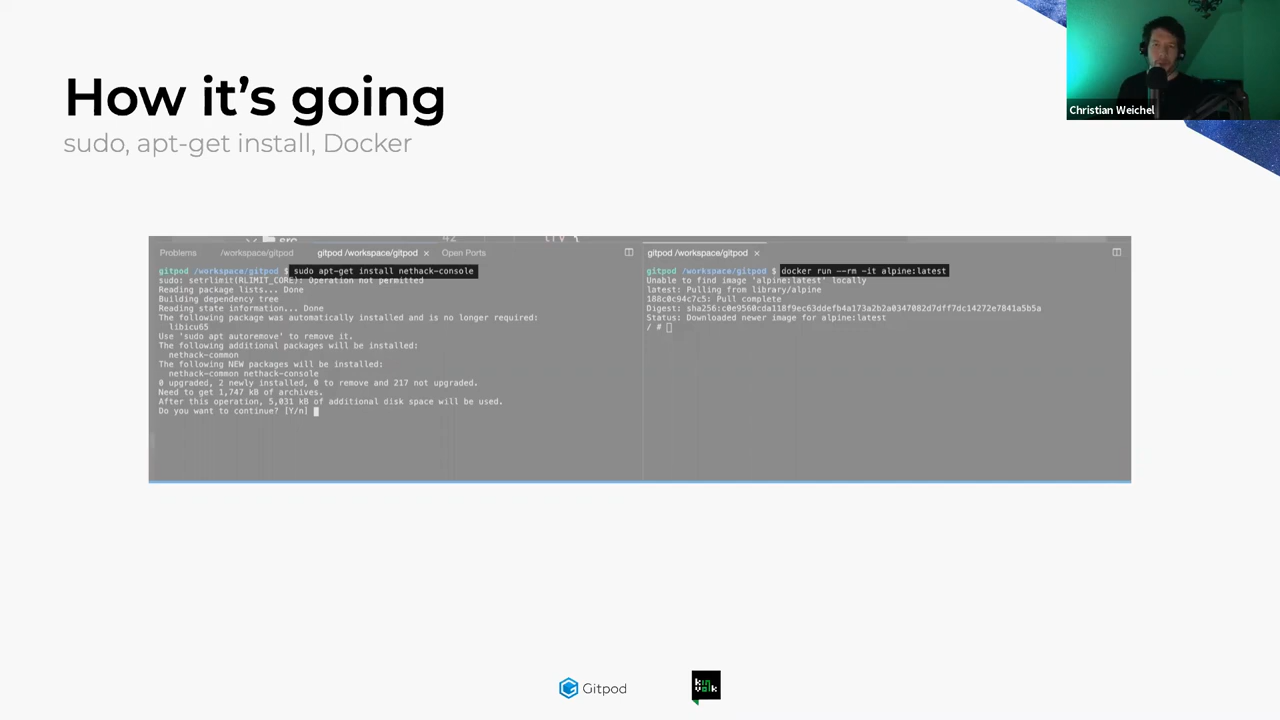 How it's going
sudo, apt-get install, Docker
Christian Weichel
Problems /workspace/gitpod gitpod /workspace/gitpod × Open Ports
gitpod /workspace/gitpod $ sudo apt-get install nethack-console
sudo: setrlimit(RLIMIT_CORE): Operation not permitted
Reading package lists... Done
Building dependency tree
Reading state information... Done
The following package was automatically installed and is no longer required:
libicu65
Use 'sudo apt autoremove' to remove it.
The following additional packages will be installed:
nethack-common
The following NEW packages will be installed:
nethack-common nethack-console
0 upgraded, 2 newly installed, 0 to remove and 217 not upgraded.
Need to get 1,747 kB of archives.
After this operation, 5,031 kB of additional disk space will be used.
Do you want to continue? [Y/n]
gitpod /workspace/gitpod ×
gitpod /workspace/gitpod $ docker run --rm -it alpine:latest
Unable to find image 'alpine:latest' locally
latest: Pulling from library/alpine
188c0c94c7c5: Pull complete
Digest: sha256:c0e9560cda118f9ec63ddefb4a173a2b2a0347082d7dff7dc14272e7841a5b5a
Status: Downloaded newer image for alpine:latest
/ #
Gitpod
kinvolk